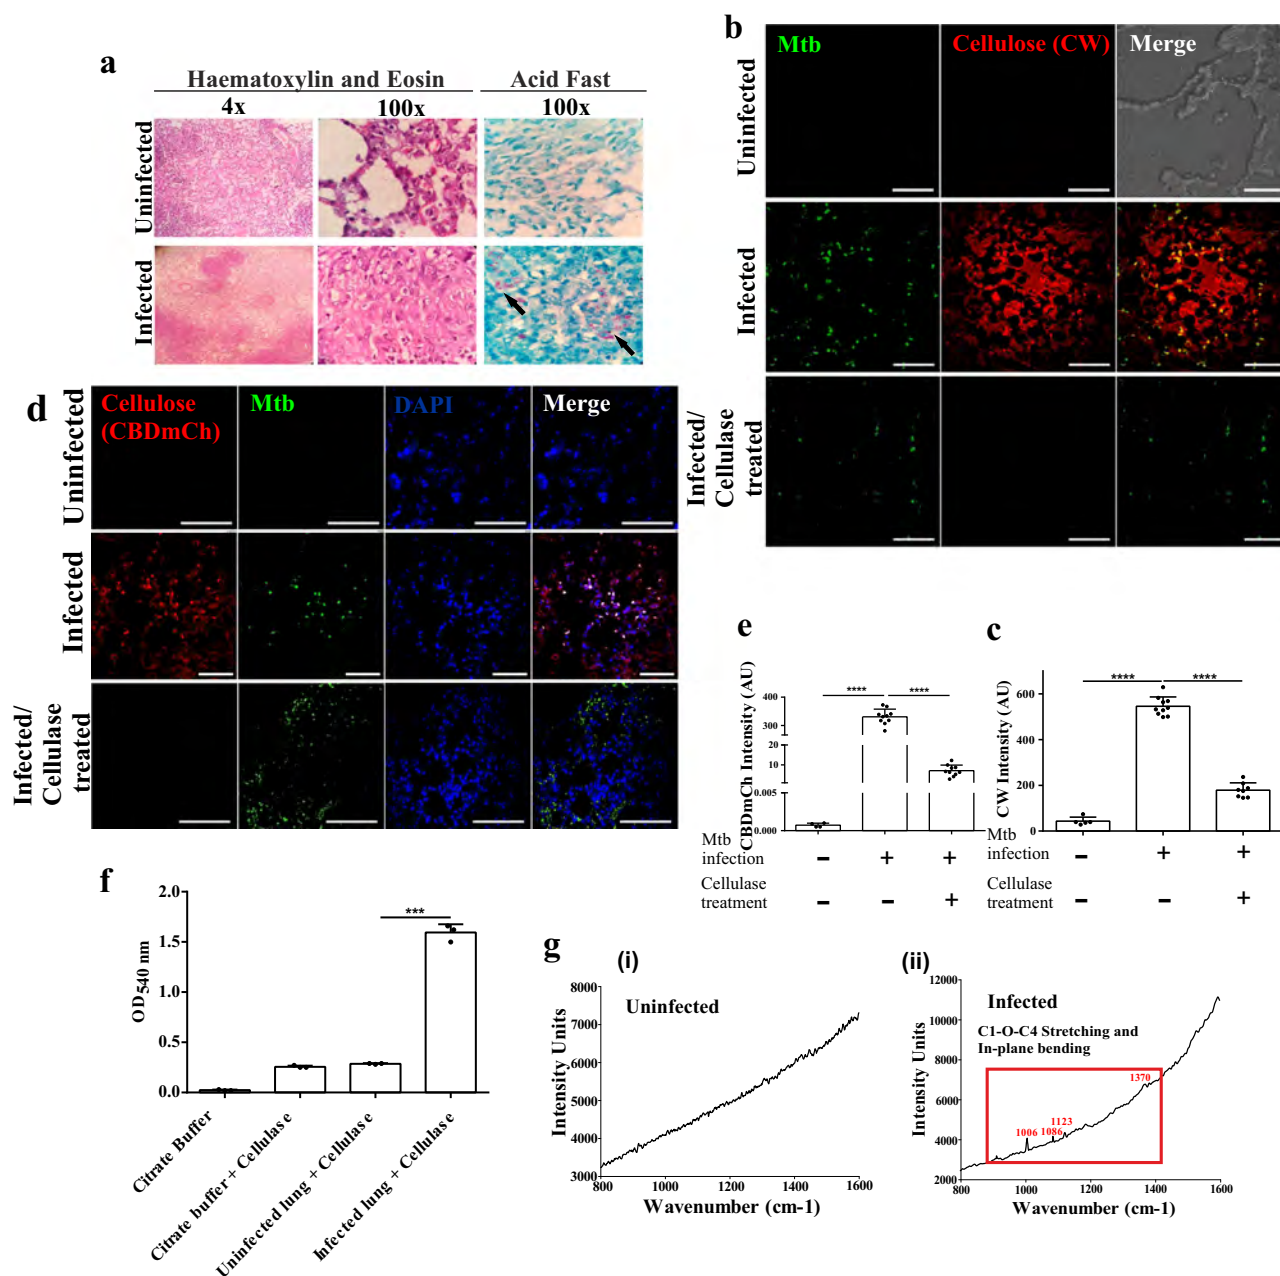 a
Haematoxylin and Eosin
Acid Fast
4x
100x
100x
Uninfected
Infected
b
Mtb
Cellulose (CW)
Merge
Uninfected
Infected
Infected/
Cellulase
treated
d
Cellulose
(CBDmCh)
Mtb
DAPI
Merge
Uninfected
Infected
Infected/
Cellulase
treated
e
CBDmCh Intensity (AU)
400
300
20
10
0.005
0.000
****
****
Mtb
infection
− + +
Cellulase
treatment
− − +
c
CW Intensity (AU)
600
400
200
0
****
****
Mtb
infection
− + +
Cellulase
treatment
− − +
f
OD540 nm
2.0
1.5
1.0
0.5
0.0
***
Citrate Buffer
Citrate buffer + Cellulase
Uninfected lung + Cellulase
Infected lung + Cellulase
g
(i)
Uninfected
Intensity Units
8000
7000
6000
5000
4000
3000
800 1000 1200 1400 1600
Wavenumber (cm-1)
(ii)
Infected
C1-O-C4 Stretching and
In-plane bending
Intensity Units
12000
10000
8000
6000
4000
2000
1370
1123
1006 1086
800 1000 1200 1400 1600
Wavenumber (cm-1)